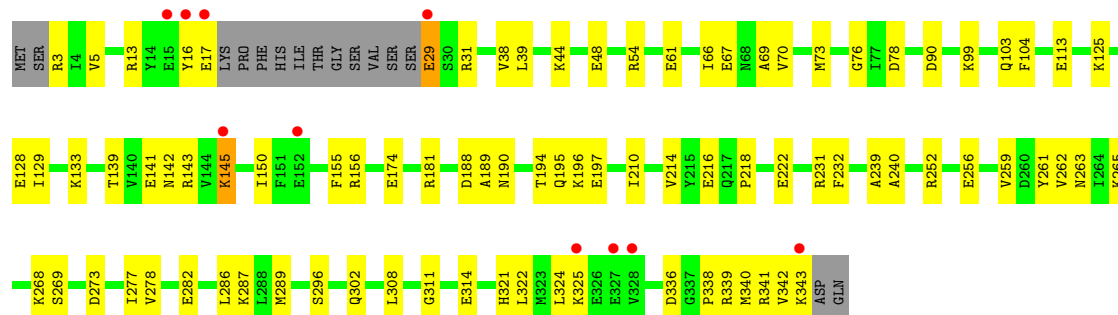 MET SER R3 I4 V5 R13 Y14 E15 Y16 E17 LYS PRO PHE HIS ILE THR GLY SER VAL SER SER E29 S30 R31 V38 L39 K44 E48 R54 E61 I66 E67 N68 A69 V70 M73 G76 I77 D78 D90 K99 Q103 F104 E113 K125
E128 I129 K133 T139 V140 E141 N142 R143 V144 K145 I150 F151 E152 F155 R156 E174 R181 D188 A189 N190 T194 Q195 K196 E197 I210 V214 Y215 E216 Q217 P218 E222 R231 F232 A239 A240 R252 E256 V259 D260 Y261 V262 N263 I264 K265
K268 S269 D273 I277 V278 E282 L286 K287 L288 M289 S296 Q302 L308 G311 E314 H321 L322 M323 L324 K325 E326 E327 V328 D336 G337 P338 R339 M340 R341 V342 K343 ASP GLN